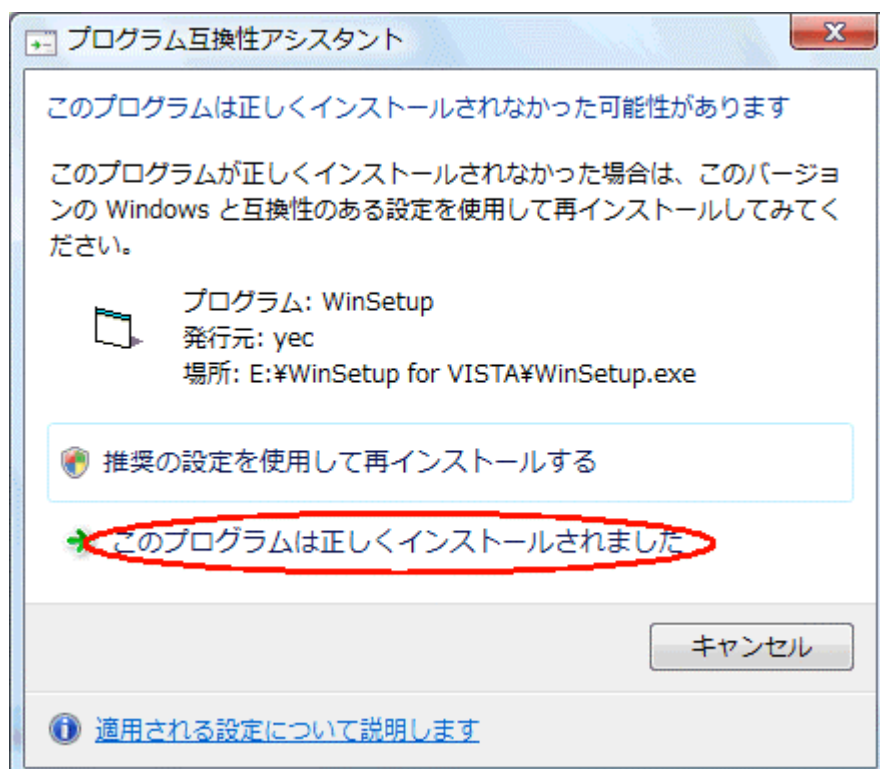 プログラム互換性アシスタント
このプログラムは正しくインストールされなかった可能性があります
このプログラムが正しくインストールされなかった場合は、このバージョ
ンの Windows と互換性のある設定を使用して再インストールしてみてく
ださい。
プログラム: WinSetup
発行元: yec
場所: E:¥WinSetup for VISTA¥WinSetup.exe
推奨の設定を使用して再インストールする
このプログラムは正しくインストールされました
キャンセル
適用される設定について説明します